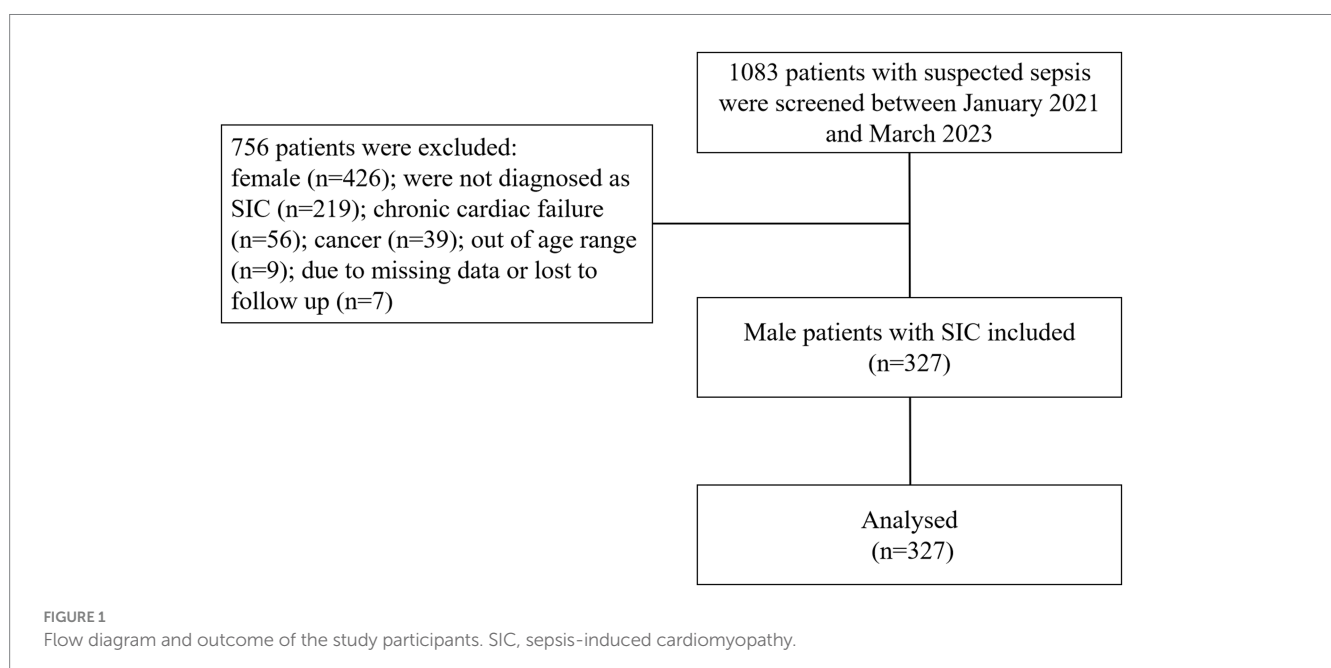 1083 patients with suspected sepsis
were screened between January 2021
and March 2023
756 patients were excluded:
female (n=426); were not diagnosed as
SIC (n=219); chronic cardiac failure
(n=56); cancer (n=39); out of age range
(n=9); due to missing data or lost to
follow up (n=7)
Male patients with SIC included
(n=327)
Analysed
(n=327)
FIGURE 1
Flow diagram and outcome of the study participants. SIC, sepsis-induced cardiomyopathy.